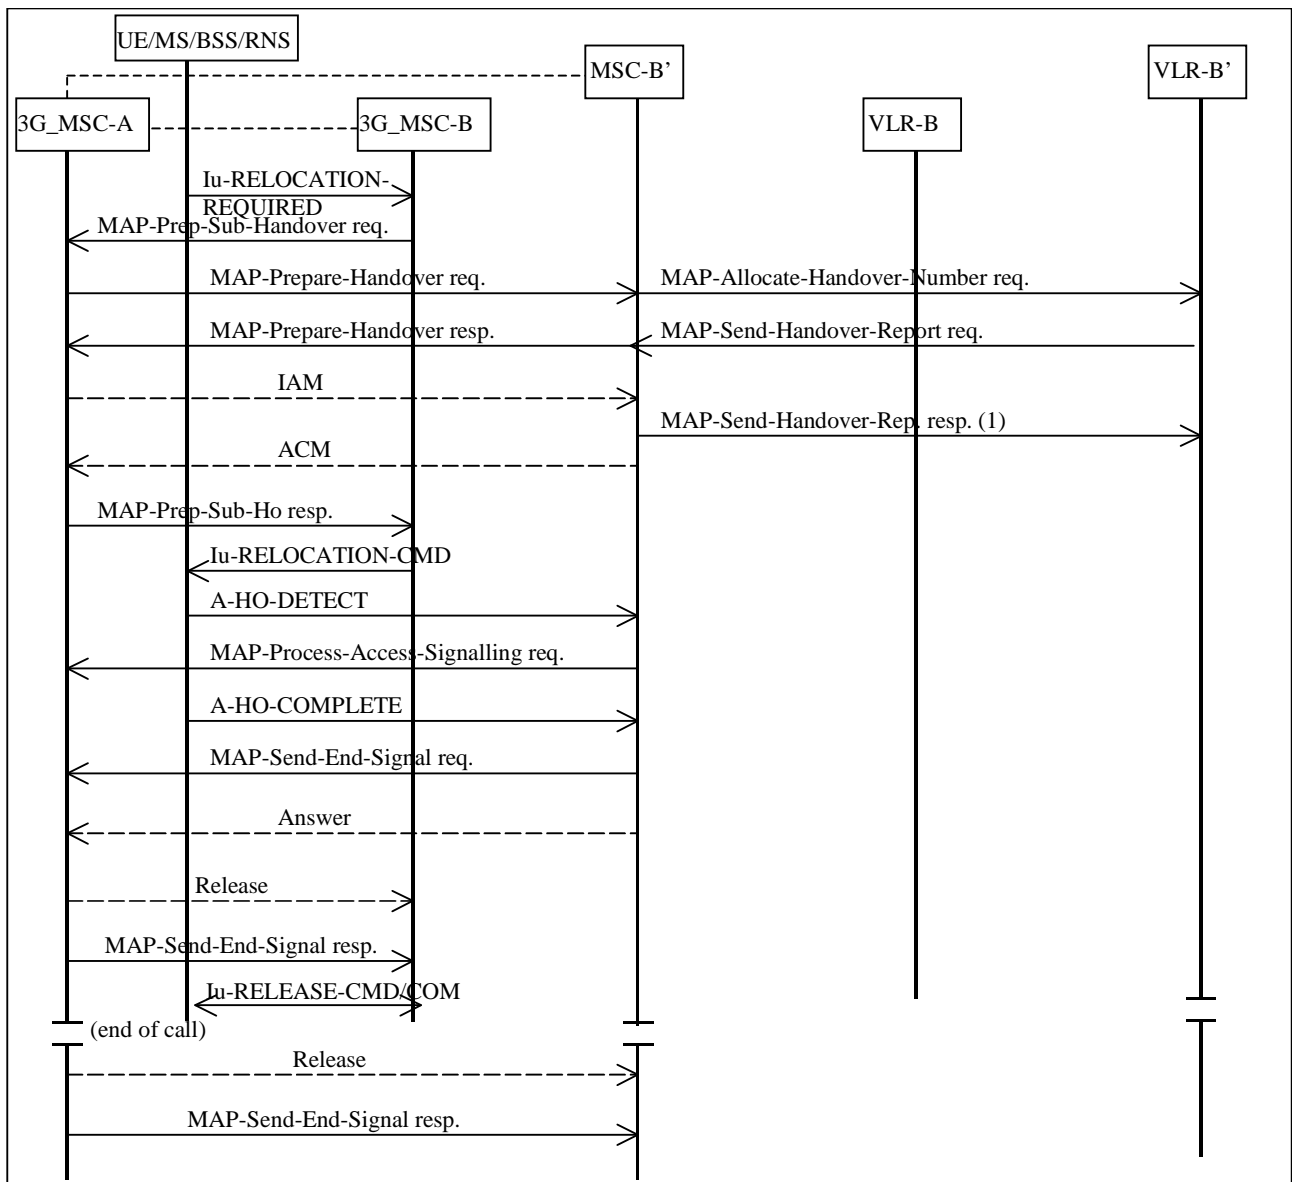 UE/MS/BSS/RNS
MSC-B’
VLR-B’
3G_MSC-A
3G_MSC-B
VLR-B
Iu-RELOCATION-
REQUIRED
MAP-Prep-Sub-Handover req.
MAP-Prepare-Handover req.
MAP-Allocate-Handover-Number req.
MAP-Prepare-Handover resp.
MAP-Send-Handover-Report req.
IAM
MAP-Send-Handover-Rep. resp. (1)
ACM
MAP-Prep-Sub-Ho resp.
Iu-RELOCATION-CMD
A-HO-DETECT
MAP-Process-Access-Signalling req.
A-HO-COMPLETE
MAP-Send-End-Signal req.
Answer
Release
MAP-Send-End-Signal resp.
Iu-RELEASE-CMD/COM
(end of call)
Release
MAP-Send-End-Signal resp.